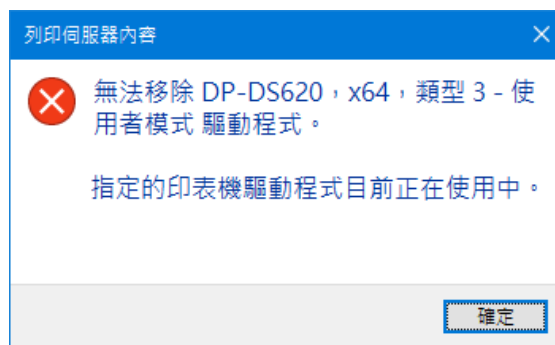 列印伺服器內容
無法移除 DP-DS620，x64，類型 3 - 使
用者模式 驅動程式。
指定的印表機驅動程式目前正在使用中。
確定